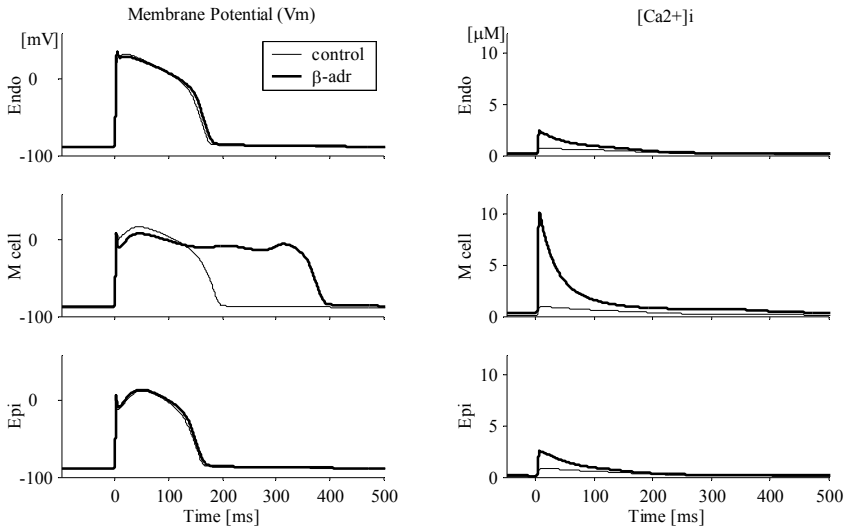 Membrane Potential (Vm)
[Ca2+]i
[mV]
control
β-adr
Endo
0
-100
[μM]
10
5
0
Endo
M cell
0
-100
10
5
0
M cell
Epi
0
-100
0 100 200 300 400 500
Time [ms]
10
5
0
Epi
0 100 200 300 400 500
Time [ms]